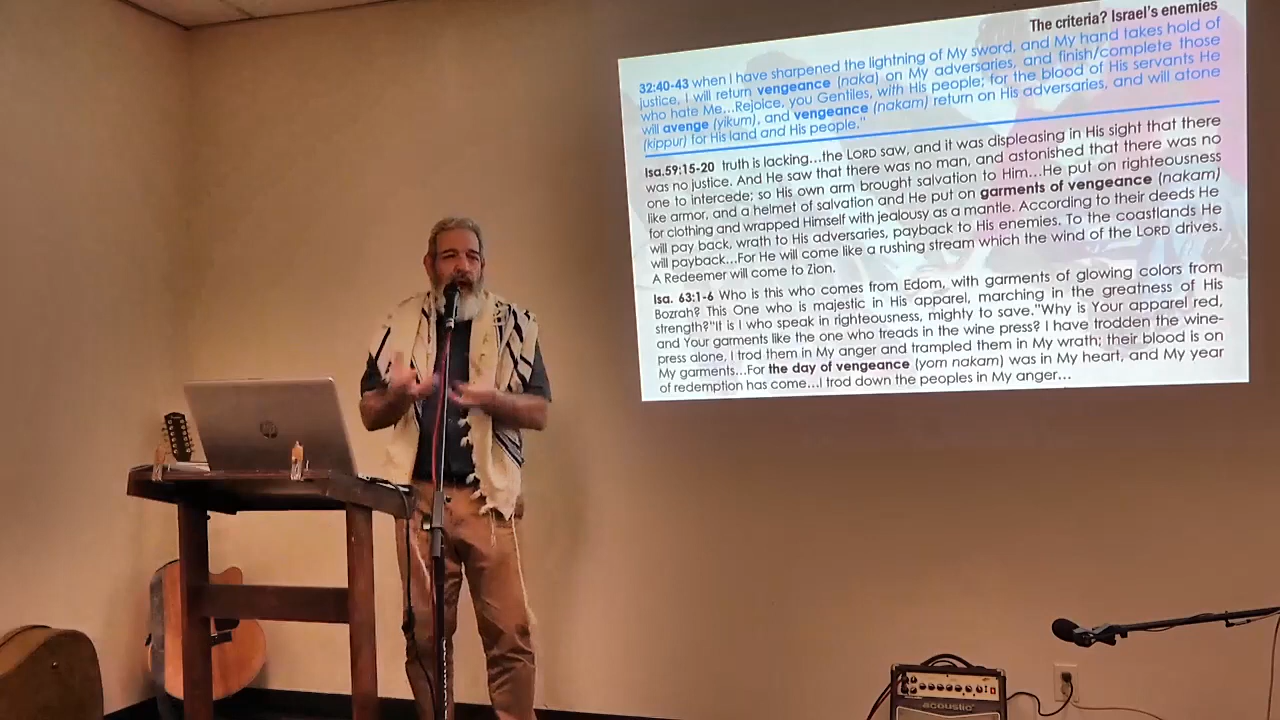 The criteria? Israel's enemies
32:40-43 when I have sharpened the lightning of My sword, and My hand takes hold of
justice, I will return vengeance (naka) on My adversaries, and finish/complete those
who hate Me...Rejoice, you Gentiles, with His people; for the blood of His servants He
will avenge (yikum), and vengeance (nakam) return on His adversaries, and will atone
(kippur) for His land and His people."
Isa.59:15-20 truth is lacking...the LORD saw, and it was displeasing in His sight that there
was no justice. And He saw that there was no man, and astonished that there was no
one to intercede; so His own arm brought salvation to Him...He put on righteousness
like armor, and a helmet of salvation and He put on garments of vengeance (nakam)
for clothing and wrapped Himself with jealousy as a mantle. According to their deeds He
will pay back, wrath to His adversaries, payback to His enemies. To the coastlands He
will payback...For He will come like a rushing stream which the wind of the LORD drives.
A Redeemer will come to Zion.
Isa. 63:1-6 Who is this who comes from Edom, with garments of glowing colors from
Bozrah? This One who is majestic in His apparel, marching in the greatness of His
strength?"It is I who speak in righteousness, mighty to save."Why is Your apparel red,
and Your garments like the one who treads in the wine press? I have trodden the wine-
press alone, I trod them in My anger and trampled them in My wrath; their blood is on
My garments...For the day of vengeance (yom nakam) was in My heart, and My year
of redemption has come...I trod down the peoples in My anger...
hp
acoustic